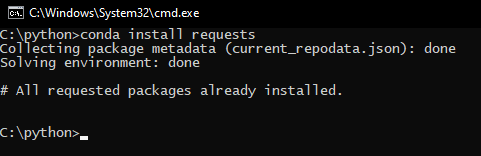 C:\Windows\System32\cmd.exe
C:\python>conda install requests
Collecting package metadata (current_repodata.json): done
Solving environment: done
# All requested packages already installed.
C:\python>